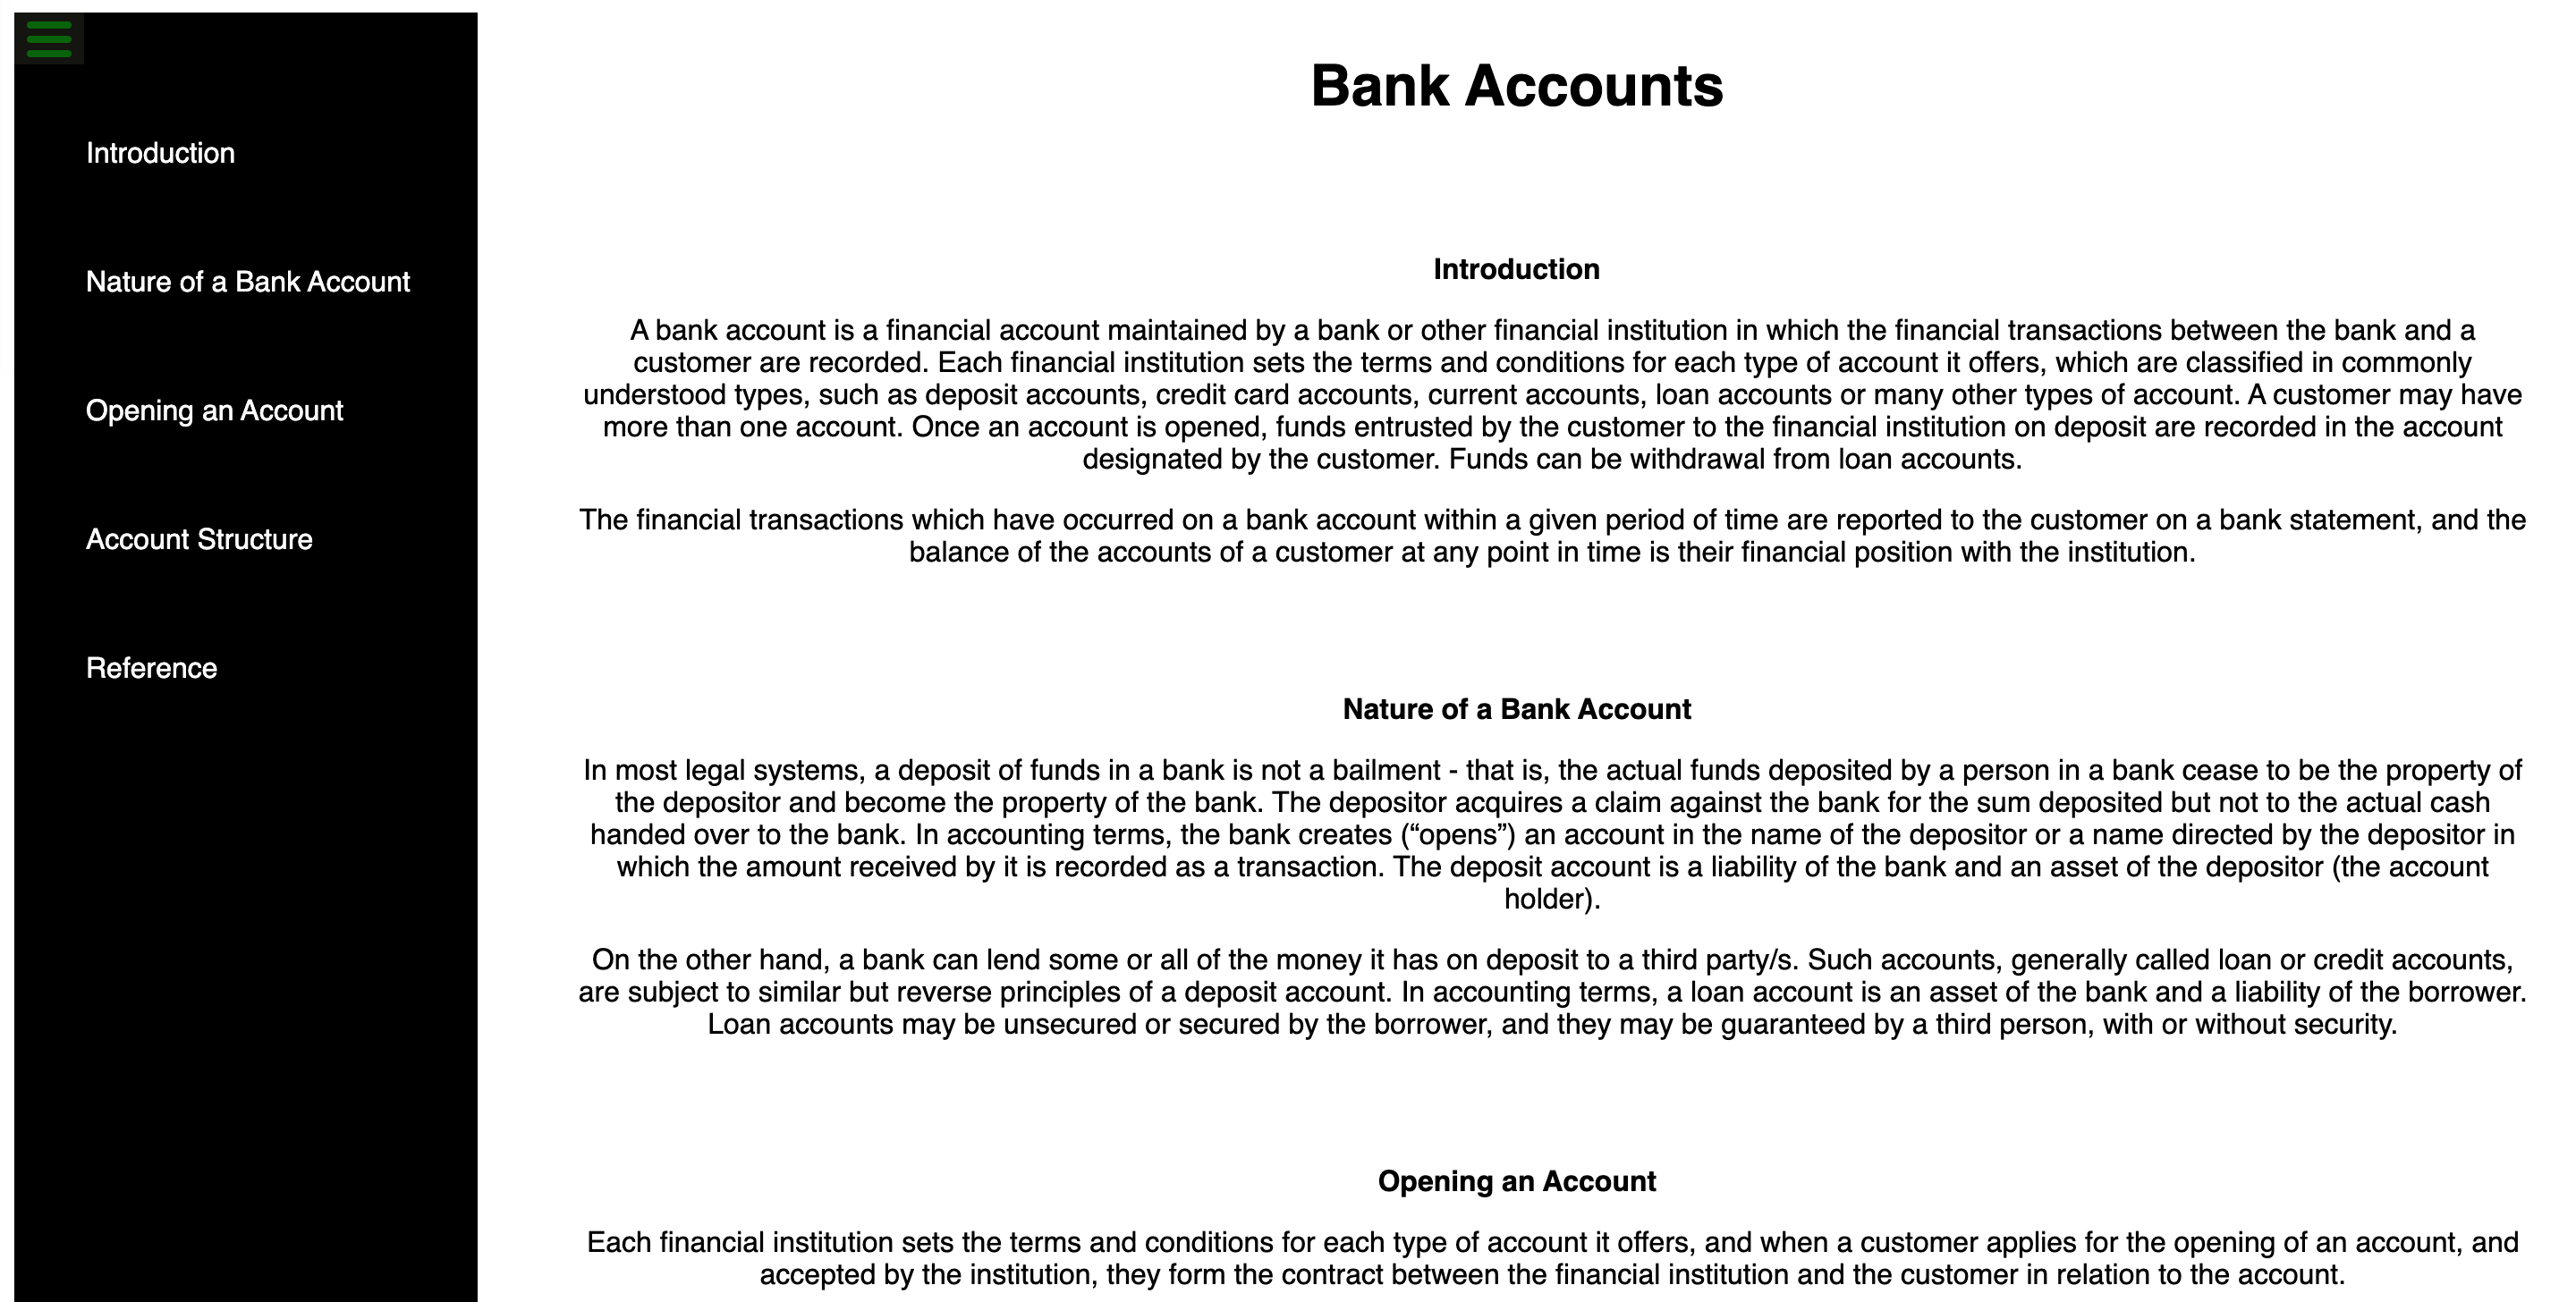 Introduction
Nature of a Bank Account
Opening an Account
Account Structure
Reference
Bank Accounts
Introduction
A bank account is a financial account maintained by a bank or other financial institution in which the financial transactions between the bank and a
customer are recorded. Each financial institution sets the terms and conditions for each type of account it offers, which are classified in commonly
understood types, such as deposit accounts, credit card accounts, current accounts, loan accounts or many other types of account. A customer may have
more than one account. Once an account is opened, funds entrusted by the customer to the financial institution on deposit are recorded in the account
designated by the customer. Funds can be withdrawal from loan accounts.
The financial transactions which have occurred on a bank account within a given period of time are reported to the customer on a bank statement, and the
balance of the accounts of a customer at any point in time is their financial position with the institution.
Nature of a Bank Account
In most legal systems, a deposit of funds in a bank is not a bailment - that is, the actual funds deposited by a person in a bank cease to be the property of
the depositor and become the property of the bank. The depositor acquires a claim against the bank for the sum deposited but not to the actual cash
handed over to the bank. In accounting terms, the bank creates (“opens”) an account in the name of the depositor or a name directed by the depositor in
which the amount received by it is recorded as a transaction. The deposit account is a liability of the bank and an asset of the depositor (the account
holder).
On the other hand, a bank can lend some or all of the money it has on deposit to a third party/s. Such accounts, generally called loan or credit accounts,
are subject to similar but reverse principles of a deposit account. In accounting terms, a loan account is an asset of the bank and a liability of the borrower.
Loan accounts may be unsecured or secured by the borrower, and they may be guaranteed by a third person, with or without security.
Opening an Account
Each financial institution sets the terms and conditions for each type of account it offers, and when a customer applies for the opening of an account, and
accepted by the institution, they form the contract between the financial institution and the customer in relation to the account.